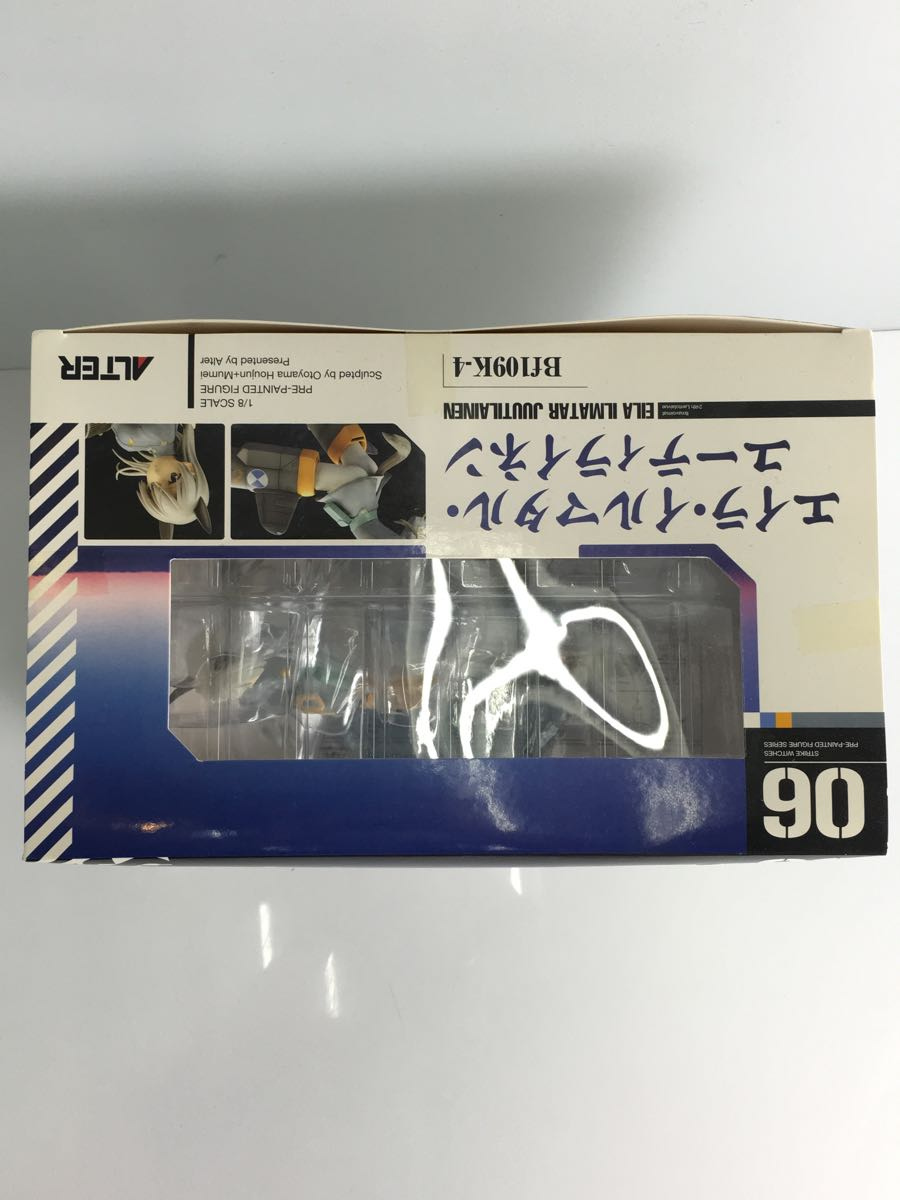 06
STRIKE WITCHES
PRE-PAINTED FIGURE SERIES
エイラ・イルマタル・
ユーティライネン
EILA ILMATAR JUUTILAINEN
Bf109K-4
1/8 SCALE
PRE-PAINTED FIGURE
Sculpted by Otoyama Houjun+Mumei
Presented by Alter
ALTER